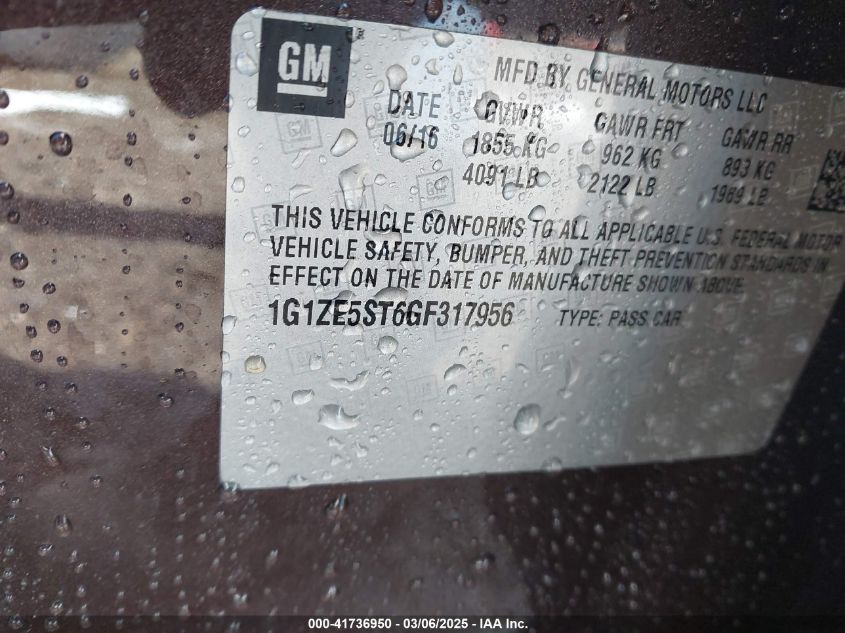 GM
MFD BY GENERAL MOTORS LLC
DATE GVWR GAWR FRT GAWR RR
06/16 1855 KG 962 KG 893 KG
4091 LB 2122 LB 1969 LB
THIS VEHICLE CONFORMS TO ALL APPLICABLE U.S. FEDERAL MOTOR
VEHICLE SAFETY, BUMPER, AND THEFT PREVENTION STANDARDS IN
EFFECT ON THE DATE OF MANUFACTURE SHOWN ABOVE.
1G1ZE5ST6GF317956 TYPE: PASS CAR
000-41736950 - 03/06/2025 - IAA Inc.